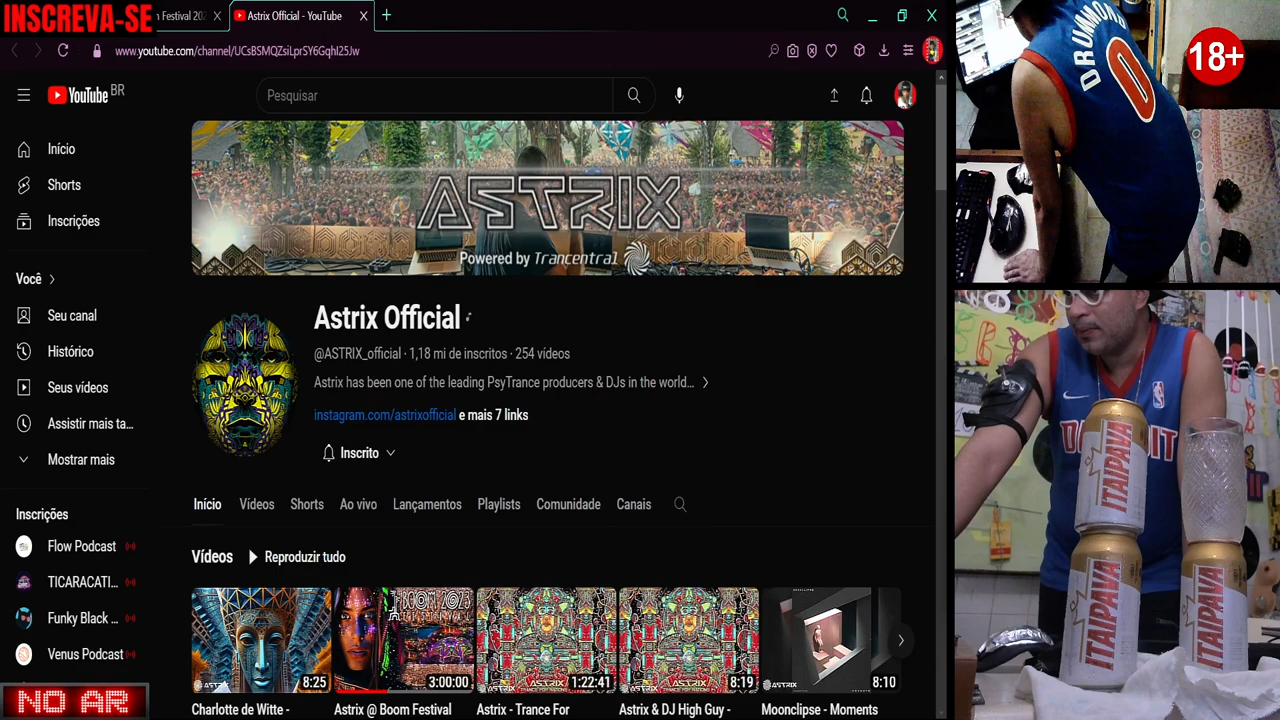 INSCREVA-SE
m Festival 202
Astrix Official - YouTube
www.youtube.com/channel/UCsBSMQZsiLprSY6GqhI25Jw
YouTube BR
Pesquisar
Início
Shorts
Inscrições
Você
Seu canal
Histórico
Seus vídeos
Assistir mais ta...
Mostrar mais
Inscrições
Flow Podcast
TICARACATI...
Funky Black ...
Venus Podcast
NO AR
ASTRIX
Powered by Trancentral
Astrix Official
@ASTRIX_official · 1,18 mi de inscritos · 254 vídeos
Astrix has been one of the leading PsyTrance producers & DJs in the world...
instagram.com/astrixofficial e mais 7 links
Inscrito
Início
Vídeos
Shorts
Ao vivo
Lançamentos
Playlists
Comunidade
Canais
Vídeos
Reproduzir tudo
8:25
BOOM 2023
3:00:00
1:22:41
8:19
8:10
Charlotte de Witte -
Astrix @ Boom Festival
Astrix - Trance For
Astrix & DJ High Guy -
Moonclipse - Moments
DRUMMOND
0
18+
NBA
ITAIPAVA
ITAIPAVA
ITAIPAVA